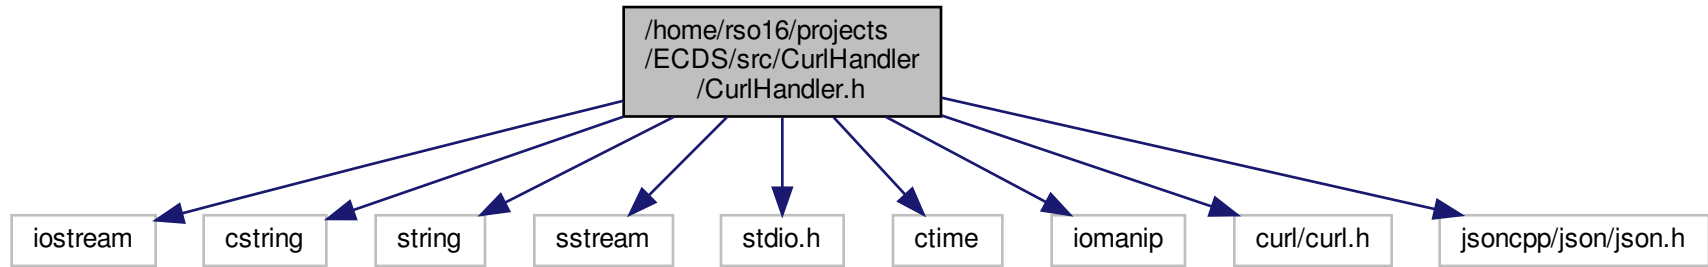 /home/rso16/projects
/ECDS/src/CurlHandler
/CurlHandler.h
iostream
cstring
string
sstream
stdio.h
ctime
iomanip
curl/curl.h
jsoncpp/json/json.h